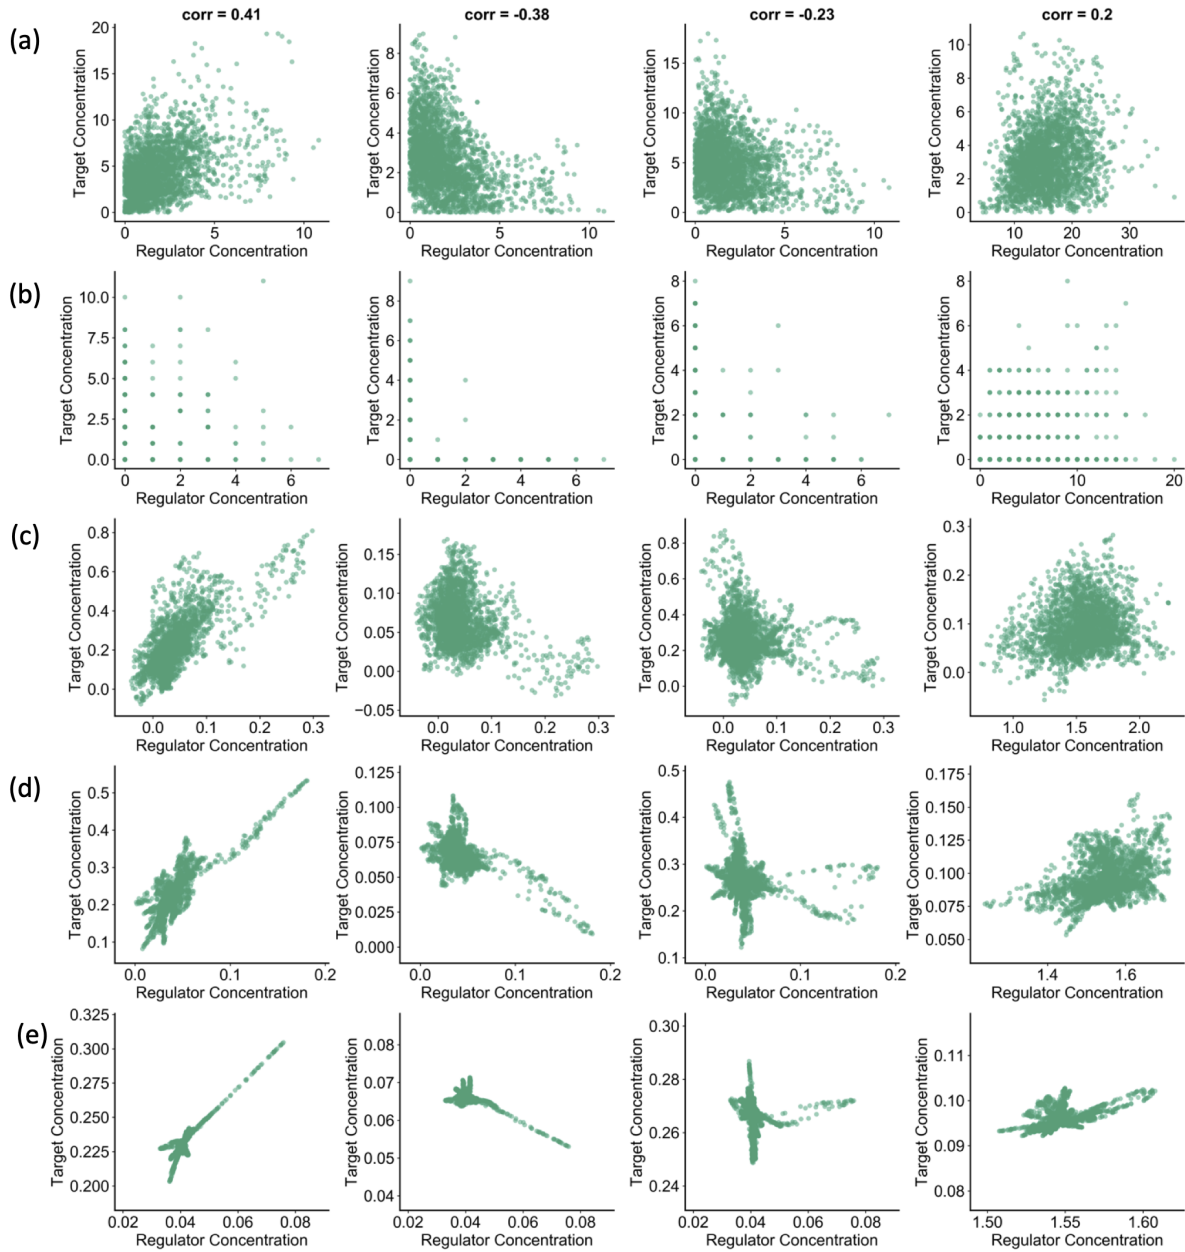 corr = 0.41 corr = -0.38 corr = -0.23 corr = 0.2
(a)
Target Concentration Target Concentration Target Concentration Target Concentration
20 15 10 5 0
8 6 4 2 0
15 10 5 0
10 8 6 4 2 0
0 5 10 0 5 10 0 5 10 10 20 30
Regulator Concentration Regulator Concentration Regulator Concentration Regulator Concentration
(b)
Target Concentration Target Concentration Target Concentration Target Concentration
10.0 7.5 5.0 2.5 0.0
8 6 4 2 0
8 6 4 2 0
8 6 4 2 0
0 2 4 6 0 2 4 6 0 2 4 6 0 10 20
Regulator Concentration Regulator Concentration Regulator Concentration Regulator Concentration
(c)
Target Concentration Target Concentration Target Concentration Target Concentration
0.8 0.6 0.4 0.2 0.0
0.15 0.10 0.05 0.00 −0.05
0.8 0.6 0.4 0.2 0.0
0.3 0.2 0.1 0.0
0.0 0.1 0.2 0.3 0.0 0.1 0.2 0.3 0.0 0.1 0.2 0.3 1.0 1.5 2.0
Regulator Concentration Regulator Concentration Regulator Concentration Regulator Concentration
(d)
Target Concentration Target Concentration Target Concentration Target Concentration
0.5 0.4 0.3 0.2 0.1
0.125 0.100 0.075 0.050 0.025 0.000
0.5 0.4 0.3 0.2 0.1
0.175 0.150 0.125 0.100 0.075 0.050
0.0 0.1 0.2 0.0 0.1 0.2 0.0 0.1 0.2 1.4 1.6
Regulator Concentration Regulator Concentration Regulator Concentration Regulator Concentration
(e)
Target Concentration Target Concentration Target Concentration Target Concentration
0.325 0.300 0.275 0.250 0.225 0.200
0.08 0.07 0.06 0.05 0.04
0.30 0.28 0.26 0.24
0.11 0.10 0.09 0.08
0.02 0.04 0.06 0.08 0.02 0.04 0.06 0.08 0.02 0.04 0.06 0.08 1.50 1.55 1.60
Regulator Concentration Regulator Concentration Regulator Concentration Regulator Concentration